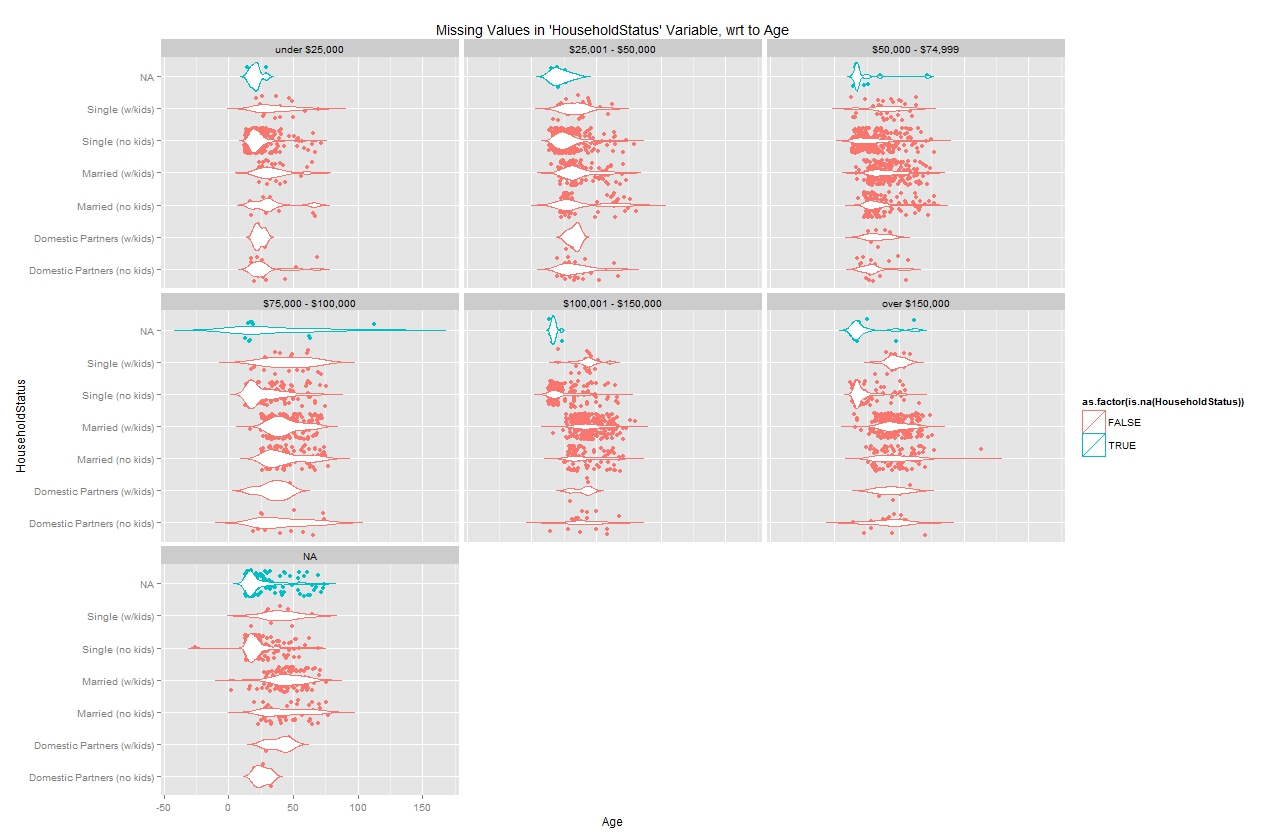 Missing Values in 'HouseholdStatus' Variable, wrt to Age
under $25,000
$25,001 - $50,000
$50,000 - $74,999
NA
Single (w/kids)
Single (no kids)
Married (w/kids)
Married (no kids)
Domestic Partners (w/kids)
Domestic Partners (no kids)
$75,000 - $100,000
$100,001 - $150,000
over $150,000
NA
Single (w/kids)
Single (no kids)
Married (w/kids)
Married (no kids)
Domestic Partners (w/kids)
Domestic Partners (no kids)
NA
NA
Single (w/kids)
Single (no kids)
Married (w/kids)
Married (no kids)
Domestic Partners (w/kids)
Domestic Partners (no kids)
-50 0 50 100 150
Age
HouseholdStatus
as.factor(is.na(HouseholdStatus))
FALSE
TRUE